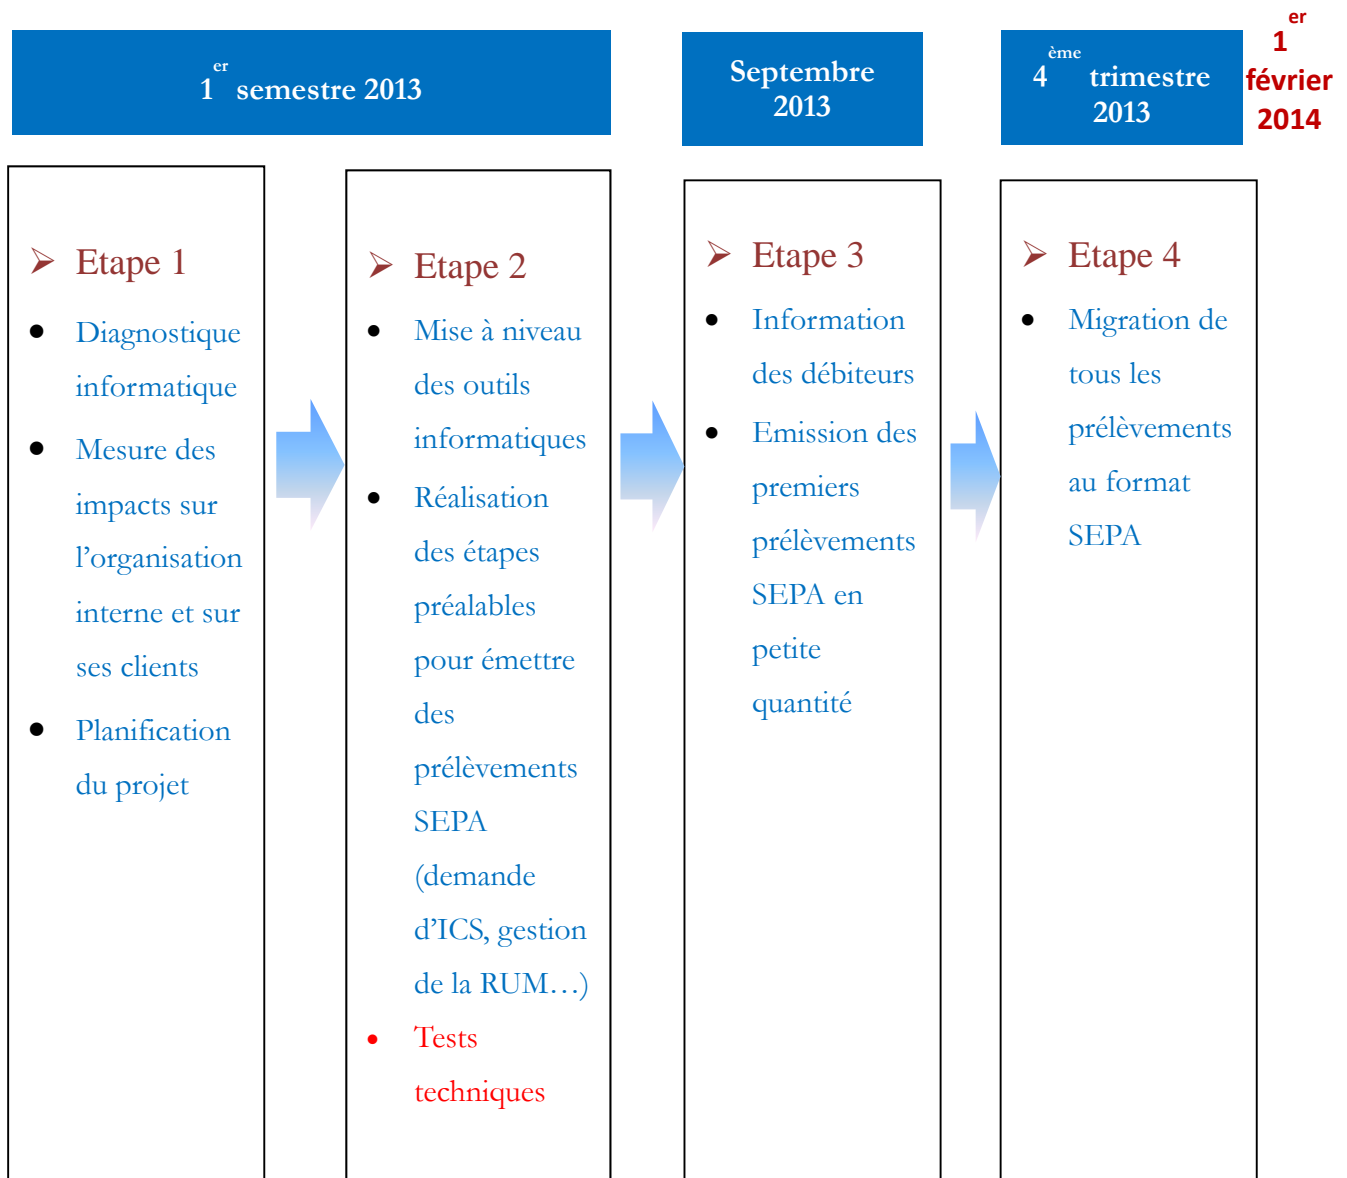 1er semestre 2013
Septembre
2013
4ème trimestre
2013
1er
février
2014
➢ Etape 1
• Diagnostique
informatique
• Mesure des
impacts sur
l’organisation
interne et sur
ses clients
• Planification
du projet
➢ Etape 2
• Mise à niveau
des outils
informatiques
• Réalisation
des étapes
préalables
pour émettre
des
prélèvements
SEPA
(demande
d’ICS, gestion
de la RUM…)
• Tests
techniques
➢ Etape 3
• Information
des débiteurs
• Emission des
premiers
prélèvements
SEPA en
petite
quantité
➢ Etape 4
• Migration de
tous les
prélèvements
au format
SEPA